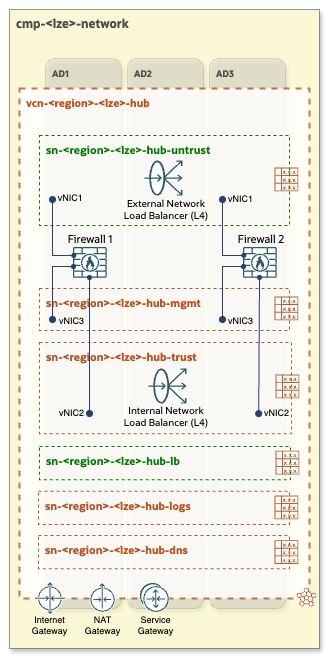 cmp-<lze>-network
AD1 AD2 AD3
vcn-<region>-<lze>-hub
sn-<region>-<lze>-hub-untrust
vNIC1 vNIC1
External Network
Load Balancer (L4)
Firewall 1 Firewall 2
sn-<region>-<lze>-hub-mgmt
vNIC3 vNIC3
sn-<region>-<lze>-hub-trust
Internal Network
Load Balancer (L4)
vNIC2 vNIC2
sn-<region>-<lze>-hub-lb
sn-<region>-<lze>-hub-logs
sn-<region>-<lze>-hub-dns
Internet
Gateway
NAT
Gateway
Service
Gateway